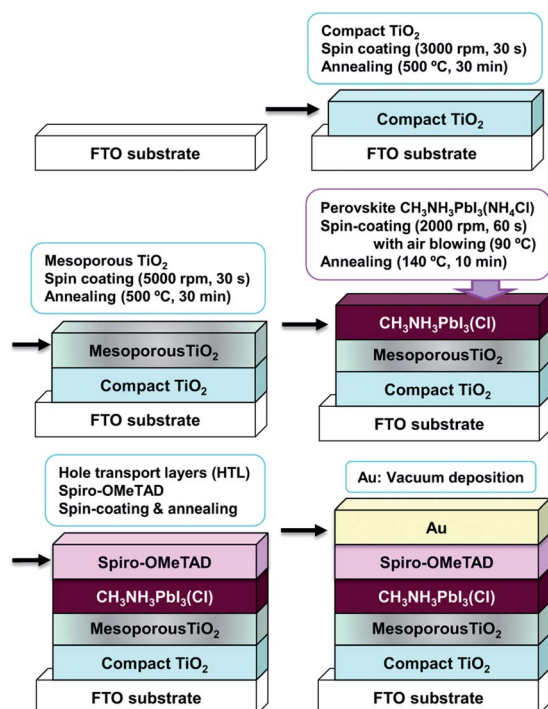 Compact TiO₂
Spin coating (3000 rpm, 30 s)
Annealing (500 ºC, 30 min)
FTO substrate
Compact TiO₂
FTO substrate
Mesoporous TiO₂
Spin coating (5000 rpm, 30 s)
Annealing (500 ºC, 30 min)
MesoporousTiO₂
Compact TiO₂
FTO substrate
Perovskite CH₃NH₃PbI₃(NH₄Cl)
Spin-coating (2000 rpm, 60 s)
with air blowing (90 ºC)
Annealing (140 ºC, 10 min)
CH₃NH₃PbI₃(Cl)
MesoporousTiO₂
Compact TiO₂
FTO substrate
Hole transport layers (HTL)
Spiro-OMeTAD
Spin-coating & annealing
Spiro-OMeTAD
CH₃NH₃PbI₃(Cl)
MesoporousTiO₂
Compact TiO₂
FTO substrate
Au: Vacuum deposition
Au
Spiro-OMeTAD
CH₃NH₃PbI₃(Cl)
MesoporousTiO₂
Compact TiO₂
FTO substrate